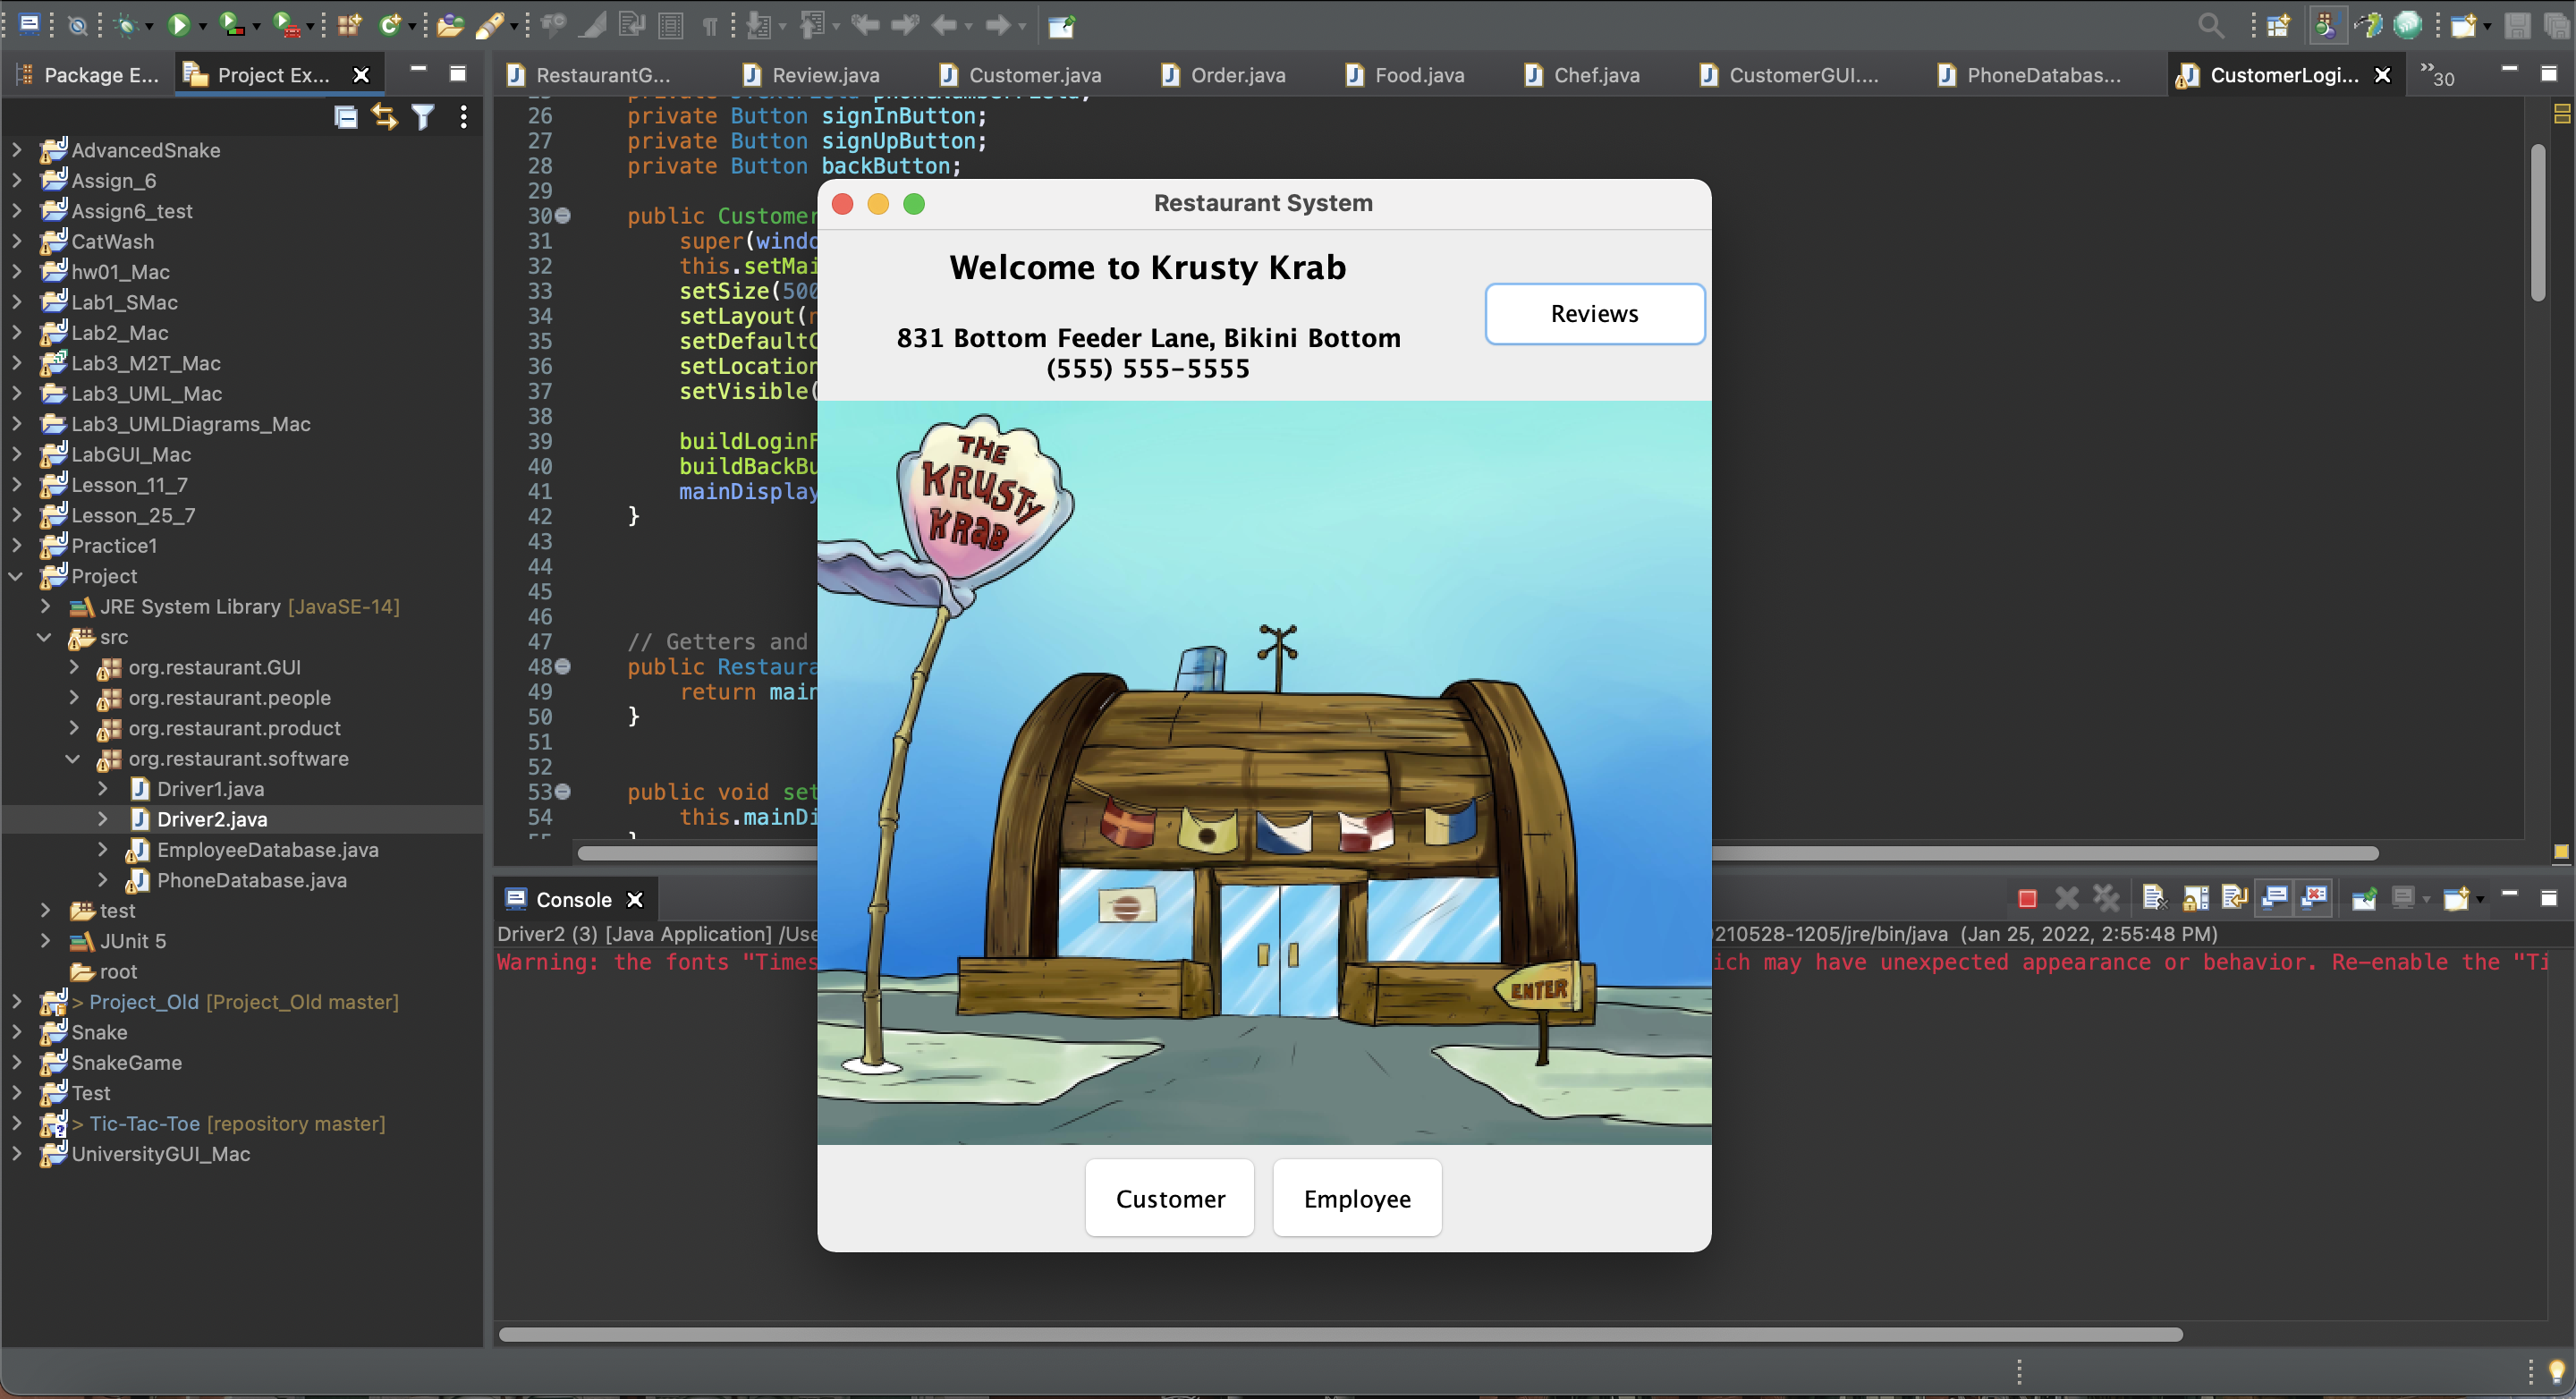 Package E...
Project Ex...
RestaurantG...
Review.java
Customer.java
Order.java
Food.java
Chef.java
CustomerGUI....
PhoneDatabas...
CustomerLogi...
»30
AdvancedSnake
Assign_6
Assign6_test
CatWash
hw01_Mac
Lab1_SMac
Lab2_Mac
Lab3_M2T_Mac
Lab3_UML_Mac
Lab3_UMLDiagrams_Mac
LabGUI_Mac
Lesson_11_7
Lesson_25_7
Practice1
Project
JRE System Library [JavaSE-14]
src
org.restaurant.GUI
org.restaurant.people
org.restaurant.product
org.restaurant.software
Driver1.java
Driver2.java
EmployeeDatabase.java
PhoneDatabase.java
test
JUnit 5
root
> Project_Old [Project_Old master]
Snake
SnakeGame
Test
> Tic-Tac-Toe [repository master]
UniversityGUI_Mac
26 private Button signInButton;
27 private Button signUpButton;
28 private Button backButton;
29
30 public Customer
31 super(windo
32 this.setMai
33 setSize(500
34 setLayout(
35 setDefaultC
36 setLocation
37 setVisible(
38
39 buildLoginF
40 buildBackBu
41 mainDisplay
42 }
43
44
45
46
47 // Getters and
48 public Restaura
49 return main
50 }
51
52
53 public void set
54 this.mainDi
Restaurant System
Welcome to Krusty Krab
Reviews
831 Bottom Feeder Lane, Bikini Bottom
(555) 555-5555
THE
KRUSTY
KRAB
ENTER
Customer
Employee
Console
Driver2 (3) [Java Application] /Use
210528-1205/jre/bin/java (Jan 25, 2022, 2:55:48 PM)
Warning: the fonts "Times
ich may have unexpected appearance or behavior. Re-enable the "Ti